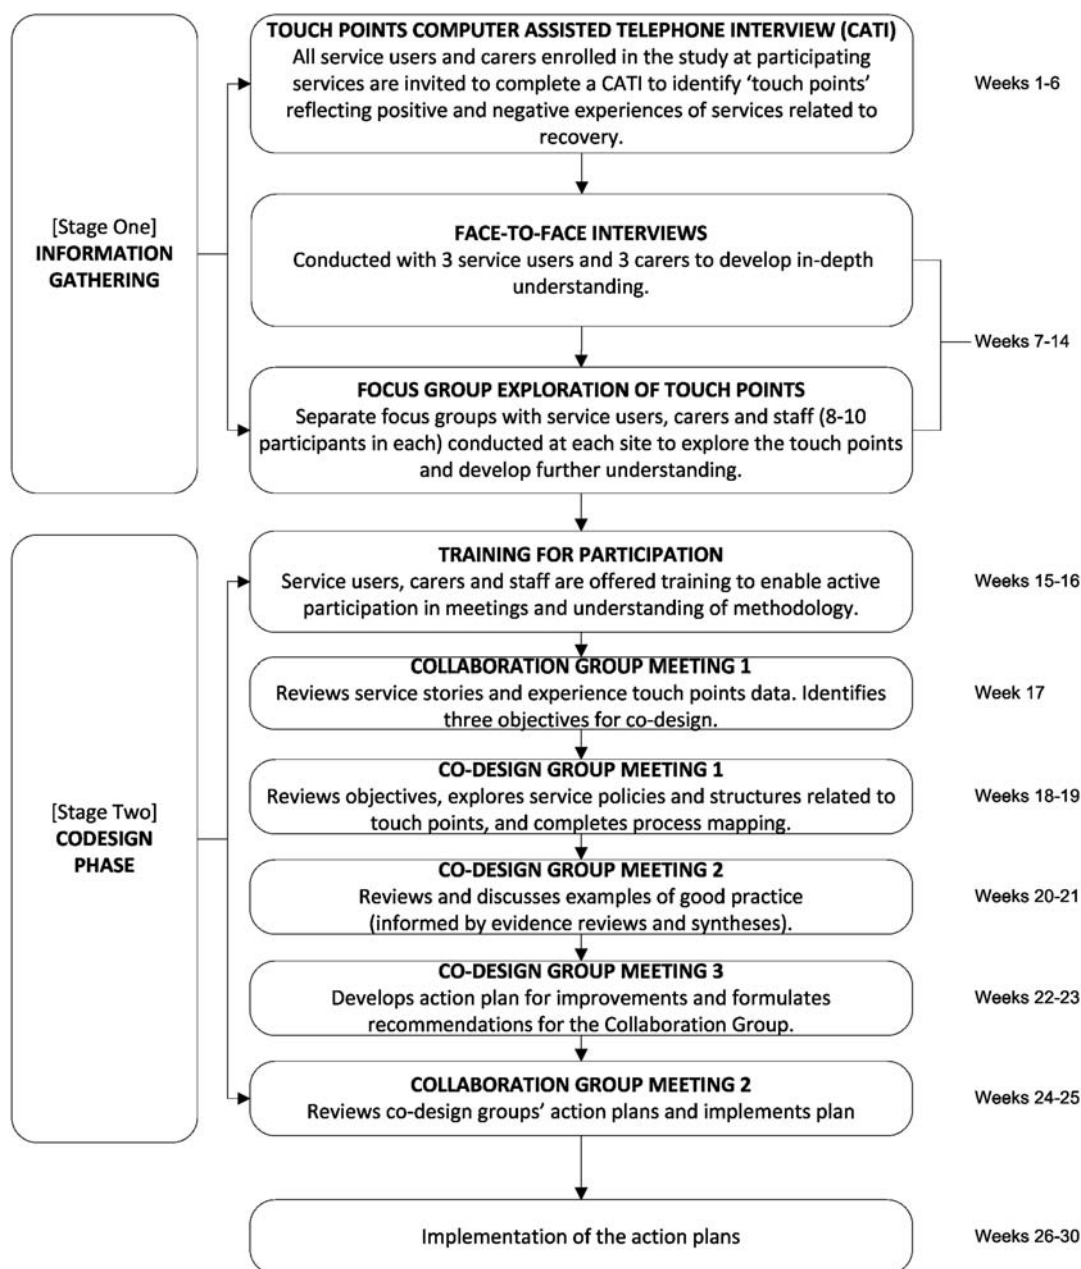 TOUCH POINTS COMPUTER ASSISTED TELEPHONE INTERVIEW (CATI)
All service users and carers enrolled in the study at participating
services are invited to complete a CATI to identify ‘touch points’
reflecting positive and negative experiences of services related to
recovery.
Weeks 1-6
[Stage One]
INFORMATION
GATHERING
FACE-TO-FACE INTERVIEWS
Conducted with 3 service users and 3 carers to develop in-depth
understanding.
Weeks 7-14
FOCUS GROUP EXPLORATION OF TOUCH POINTS
Separate focus groups with service users, carers and staff (8-10
participants in each) conducted at each site to explore the touch points
and develop further understanding.
TRAINING FOR PARTICIPATION
Service users, carers and staff are offered training to enable active
participation in meetings and understanding of methodology.
Weeks 15-16
COLLABORATION GROUP MEETING 1
Reviews service stories and experience touch points data. Identifies
three objectives for co-design.
Week 17
[Stage Two]
CODESIGN
PHASE
CO-DESIGN GROUP MEETING 1
Reviews objectives, explores service policies and structures related to
touch points, and completes process mapping.
Weeks 18-19
CO-DESIGN GROUP MEETING 2
Reviews and discusses examples of good practice
(informed by evidence reviews and syntheses).
Weeks 20-21
CO-DESIGN GROUP MEETING 3
Develops action plan for improvements and formulates
recommendations for the Collaboration Group.
Weeks 22-23
COLLABORATION GROUP MEETING 2
Reviews co-design groups’ action plans and implements plan
Weeks 24-25
Implementation of the action plans
Weeks 26-30